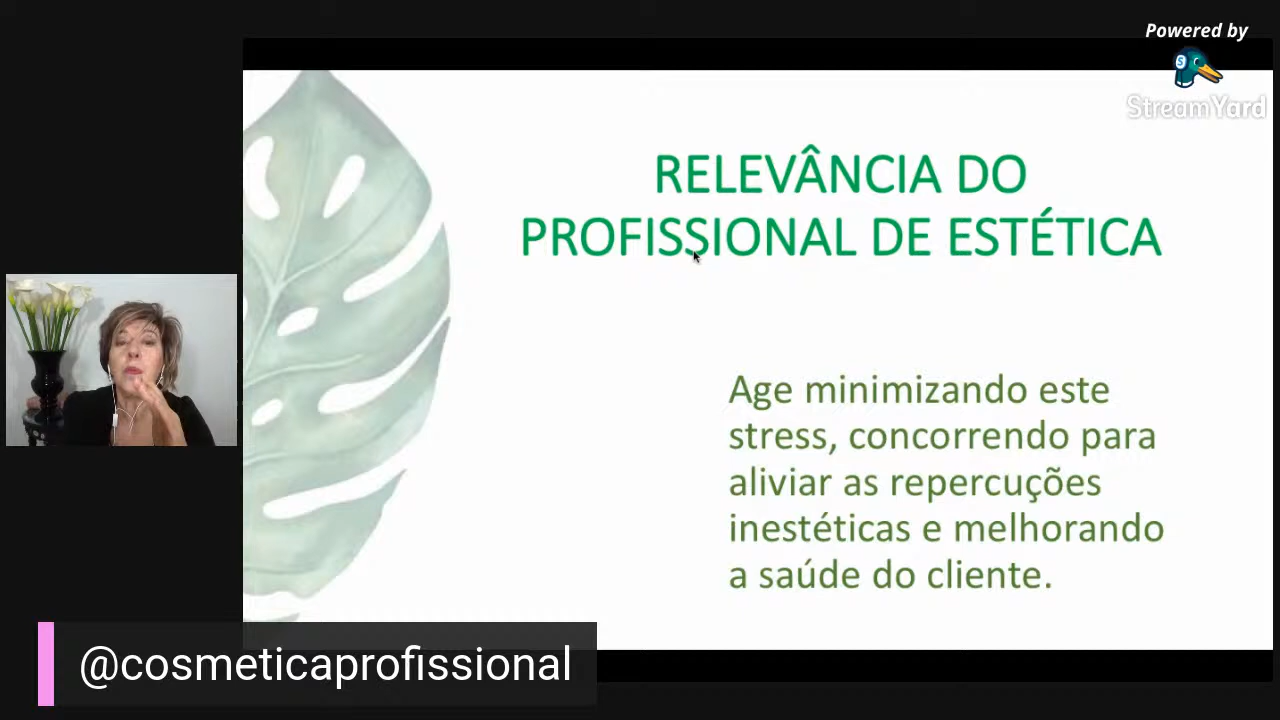 Powered by
StreamYard
RELEVÂNCIA DO
PROFISSIONAL DE ESTÉTICA
Age minimizando este
stress, concorrendo para
aliviar as repercuções
inestéticas e melhorando
a saúde do cliente.
@cosmeticaprofissional